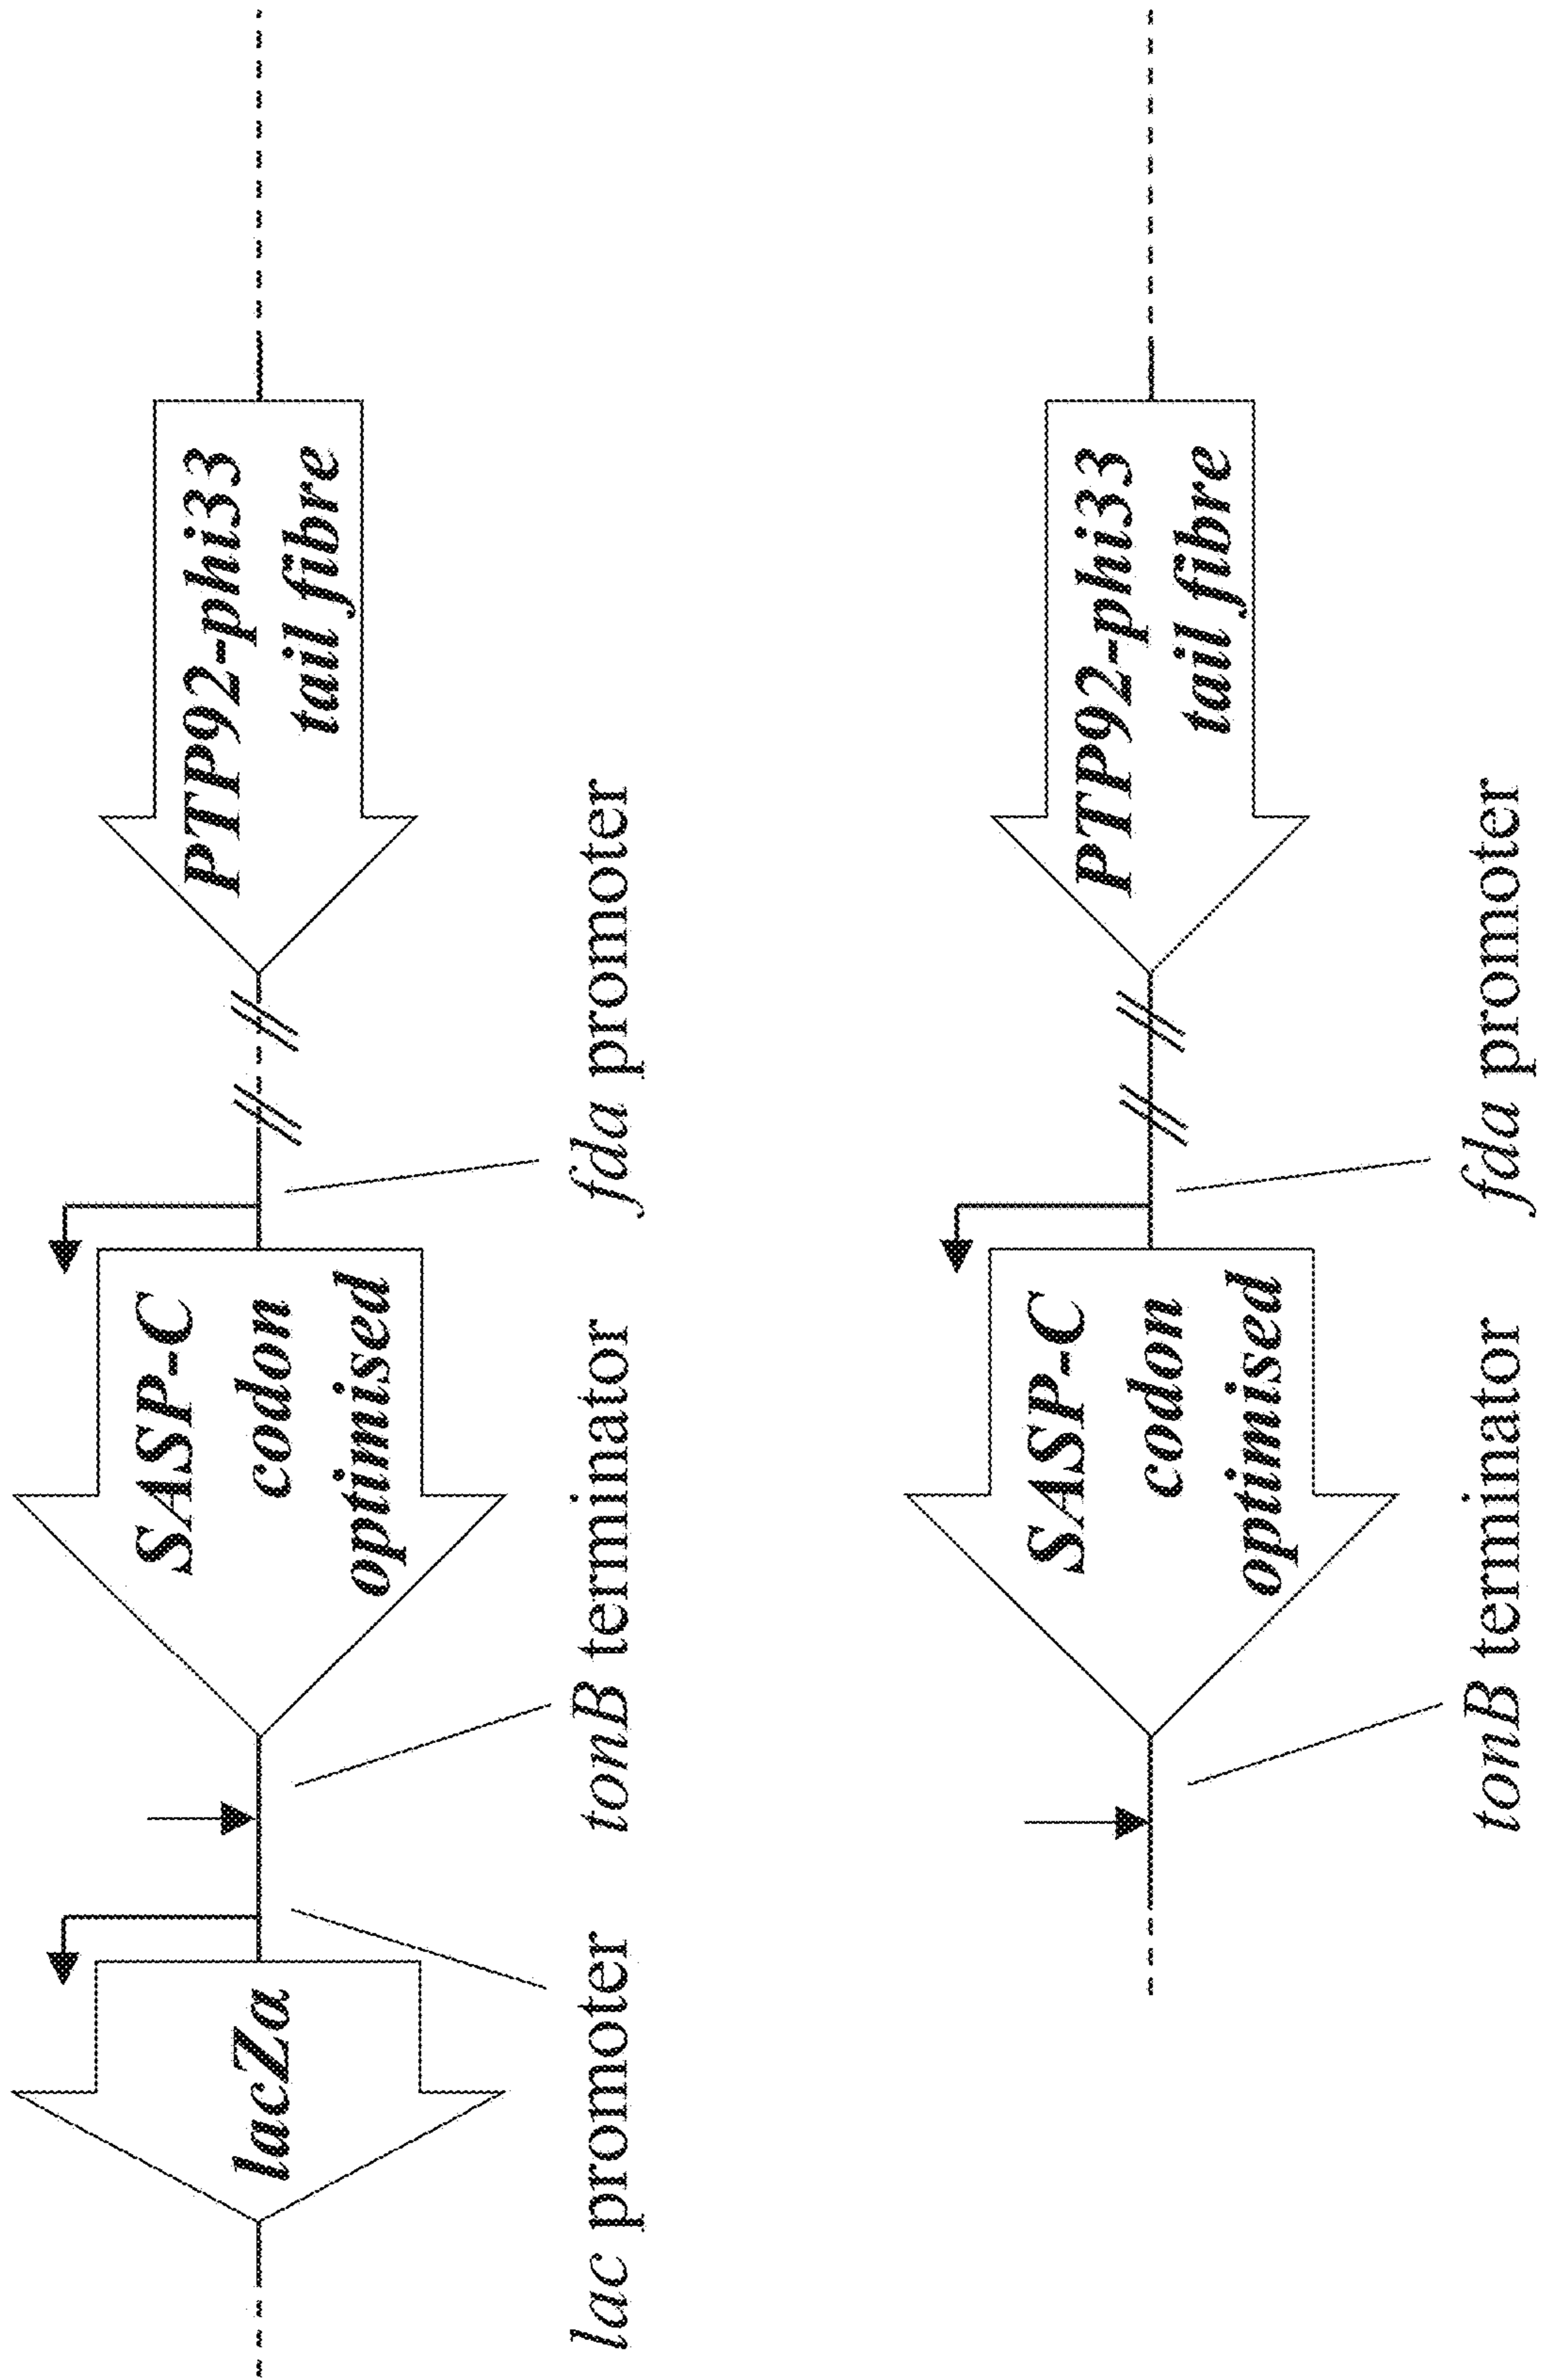 lacZa
SASP-C
codon
optimised
PTP92-phi33
tail fibre
lac promoter
tonB terminator
fda promoter
SASP-C
codon
optimised
PTP92-phi33
tail fibre
tonB terminator
fda promoter